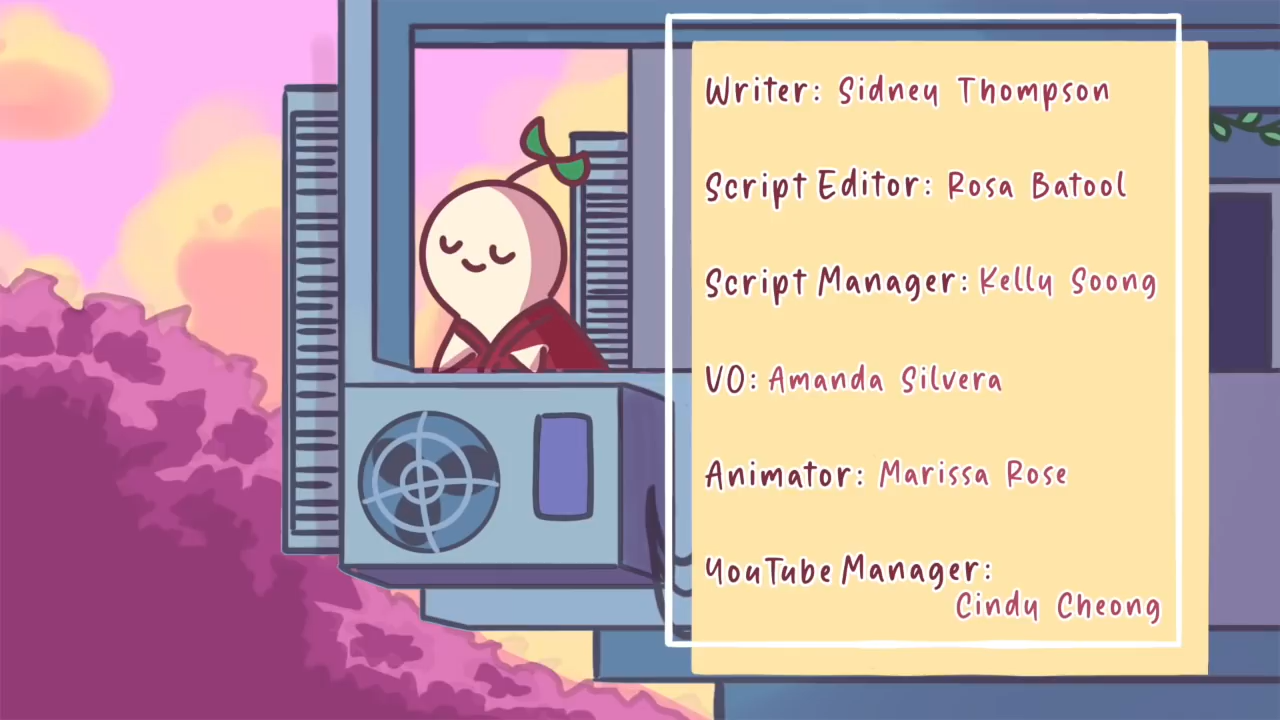 Writer: Sidney Thompson
Script Editor: Rosa Batool
Script Manager: Kelly Soong
VO: Amanda Silvera
Animator: Marissa Rose
YouTube Manager:
Cindy Cheong